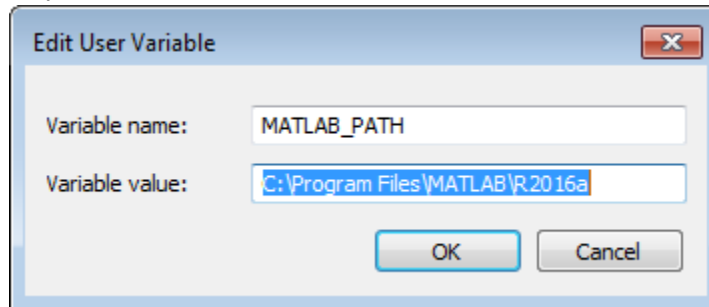 Edit User Variable
Variable name: MATLAB_PATH
Variable value: C:\Program Files\MATLAB\R2016a
OK Cancel